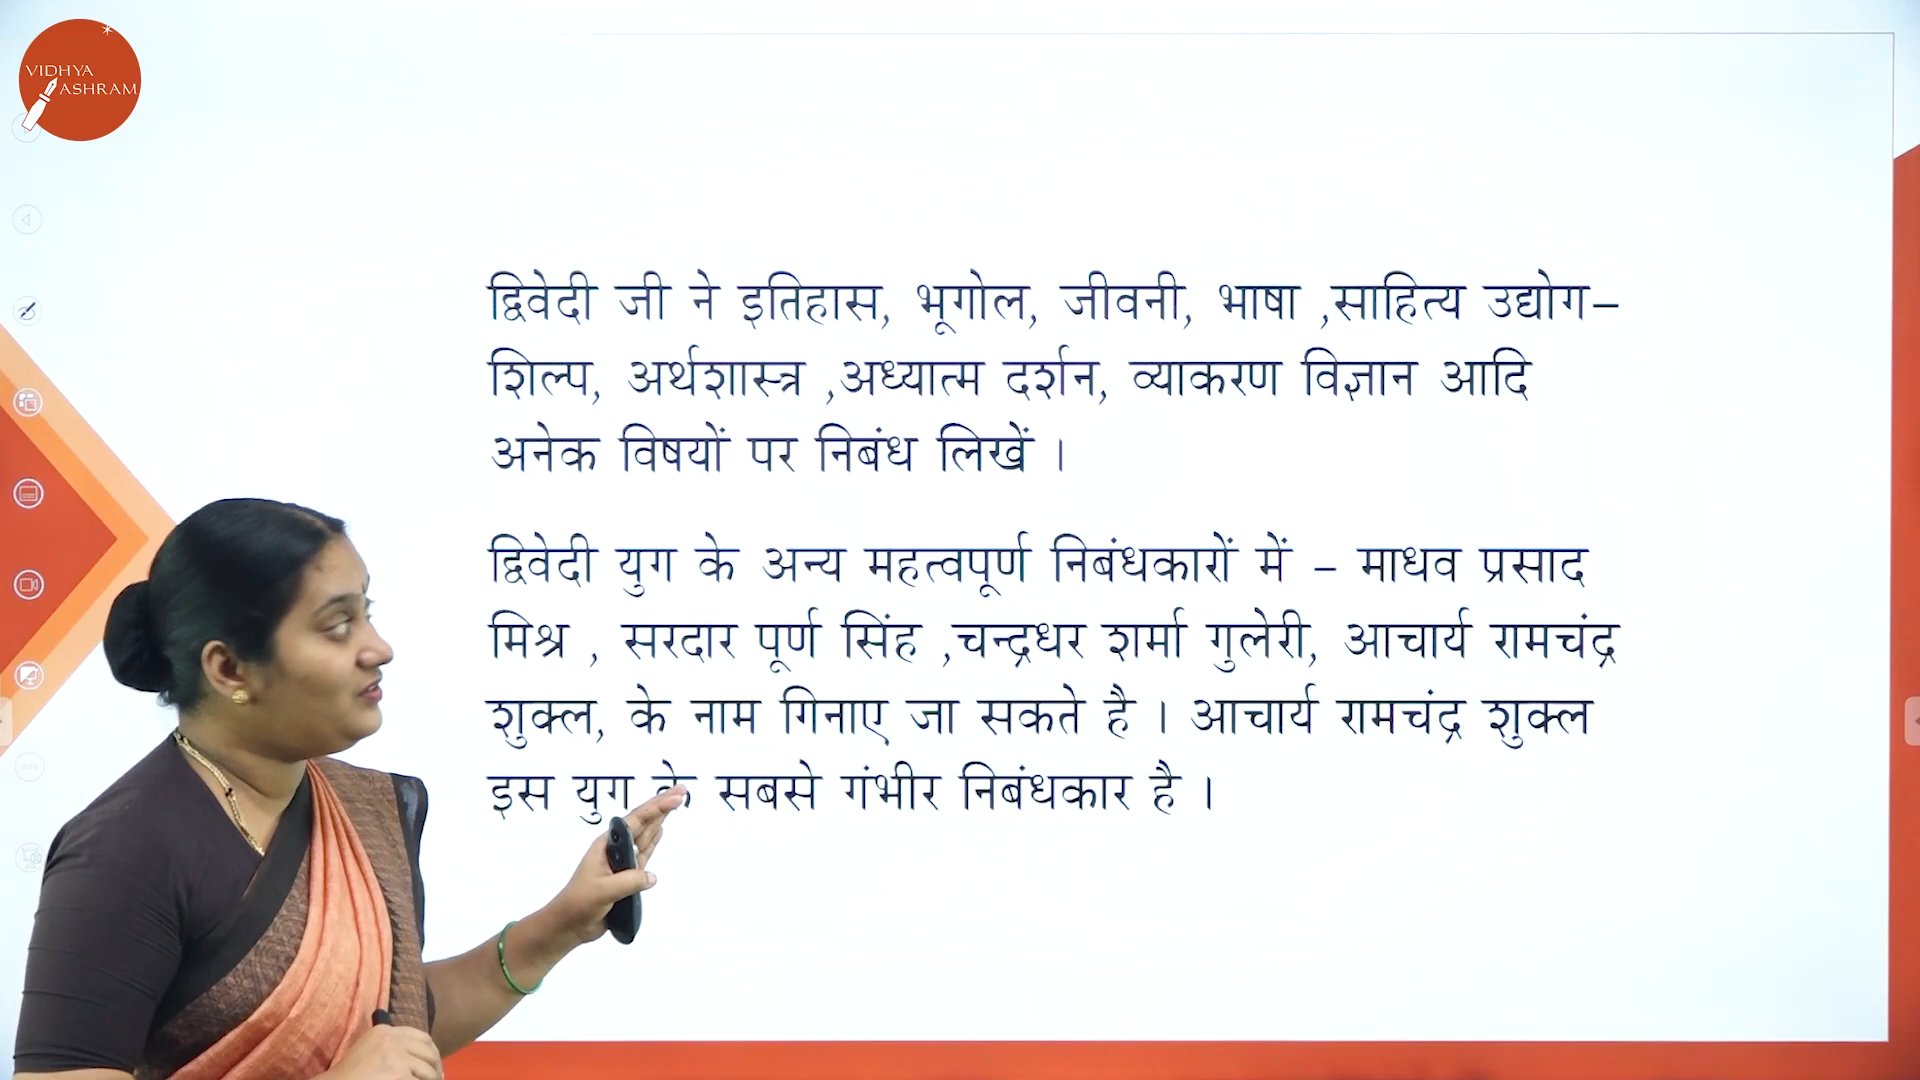 VIDHYA
ASHRAM
द्विवेदी जी ने इतिहास, भूगोल, जीवनी, भाषा ,साहित्य उद्योग–
शिल्प, अर्थशास्त्र ,अध्यात्म दर्शन, व्याकरण विज्ञान आदि
अनेक विषयों पर निबंध लिखें ।
द्विवेदी युग के अन्य महत्वपूर्ण निबंधकारों में – माधव प्रसाद
मिश्र , सरदार पूर्ण सिंह ,चन्द्रधर शर्मा गुलेरी, आचार्य रामचंद्र
शुक्ल, के नाम गिनाए जा सकते है । आचार्य रामचंद्र शुक्ल
इस युग के सबसे गंभीर निबंधकार है ।